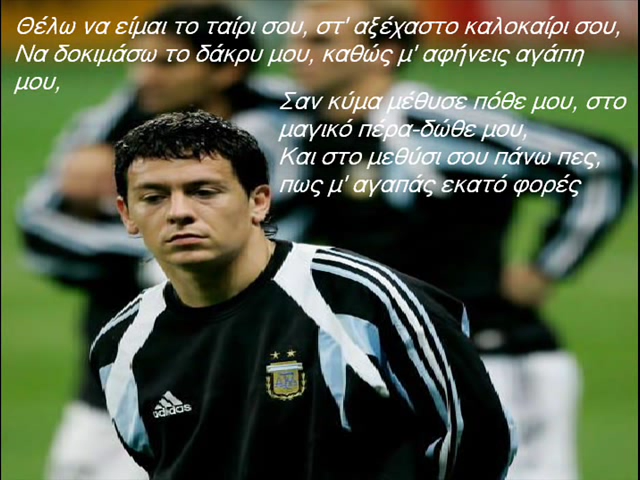 Θέλω να είμαι το ταίρι σου, στ' αξέχαστο καλοκαίρι σου,
Να δοκιμάσω το δάκρυ μου, καθώς μ' αφήνεις αγάπη
μου,
Σαν κύμα μέθυσε πόθε μου, στο
μαγικό πέρα-δώθε μου,
Και στο μεθύσι σου πάνω πες,
πως μ' αγαπάς εκατό φορές
adidas
AFA